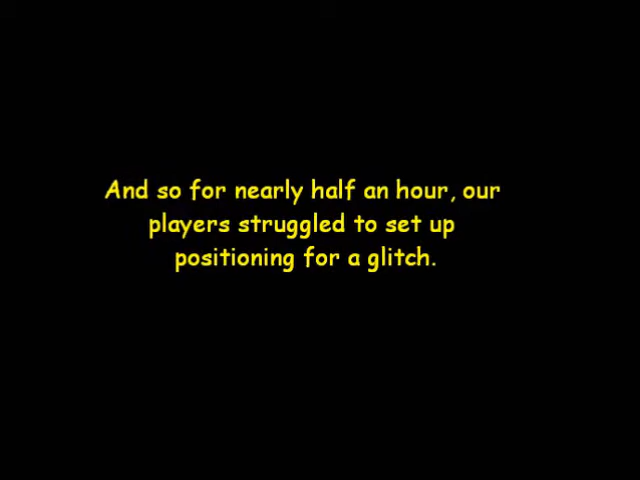 And so for nearly half an hour, our
players struggled to set up
positioning for a glitch.